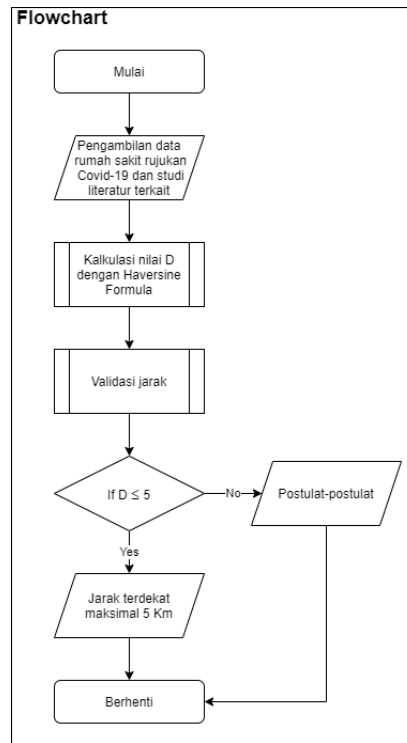 Flowchart
Mulai
Pengambilan data
rumah sakit rujukan
Covid-19 dan studi
literatur terkait
Kalkulasi nilai D
dengan Haversine
Formula
Validasi jarak
If D ≤ 5
No
Postulat-postulat
Yes
Jarak terdekat
maksimal 5 Km
Berhenti